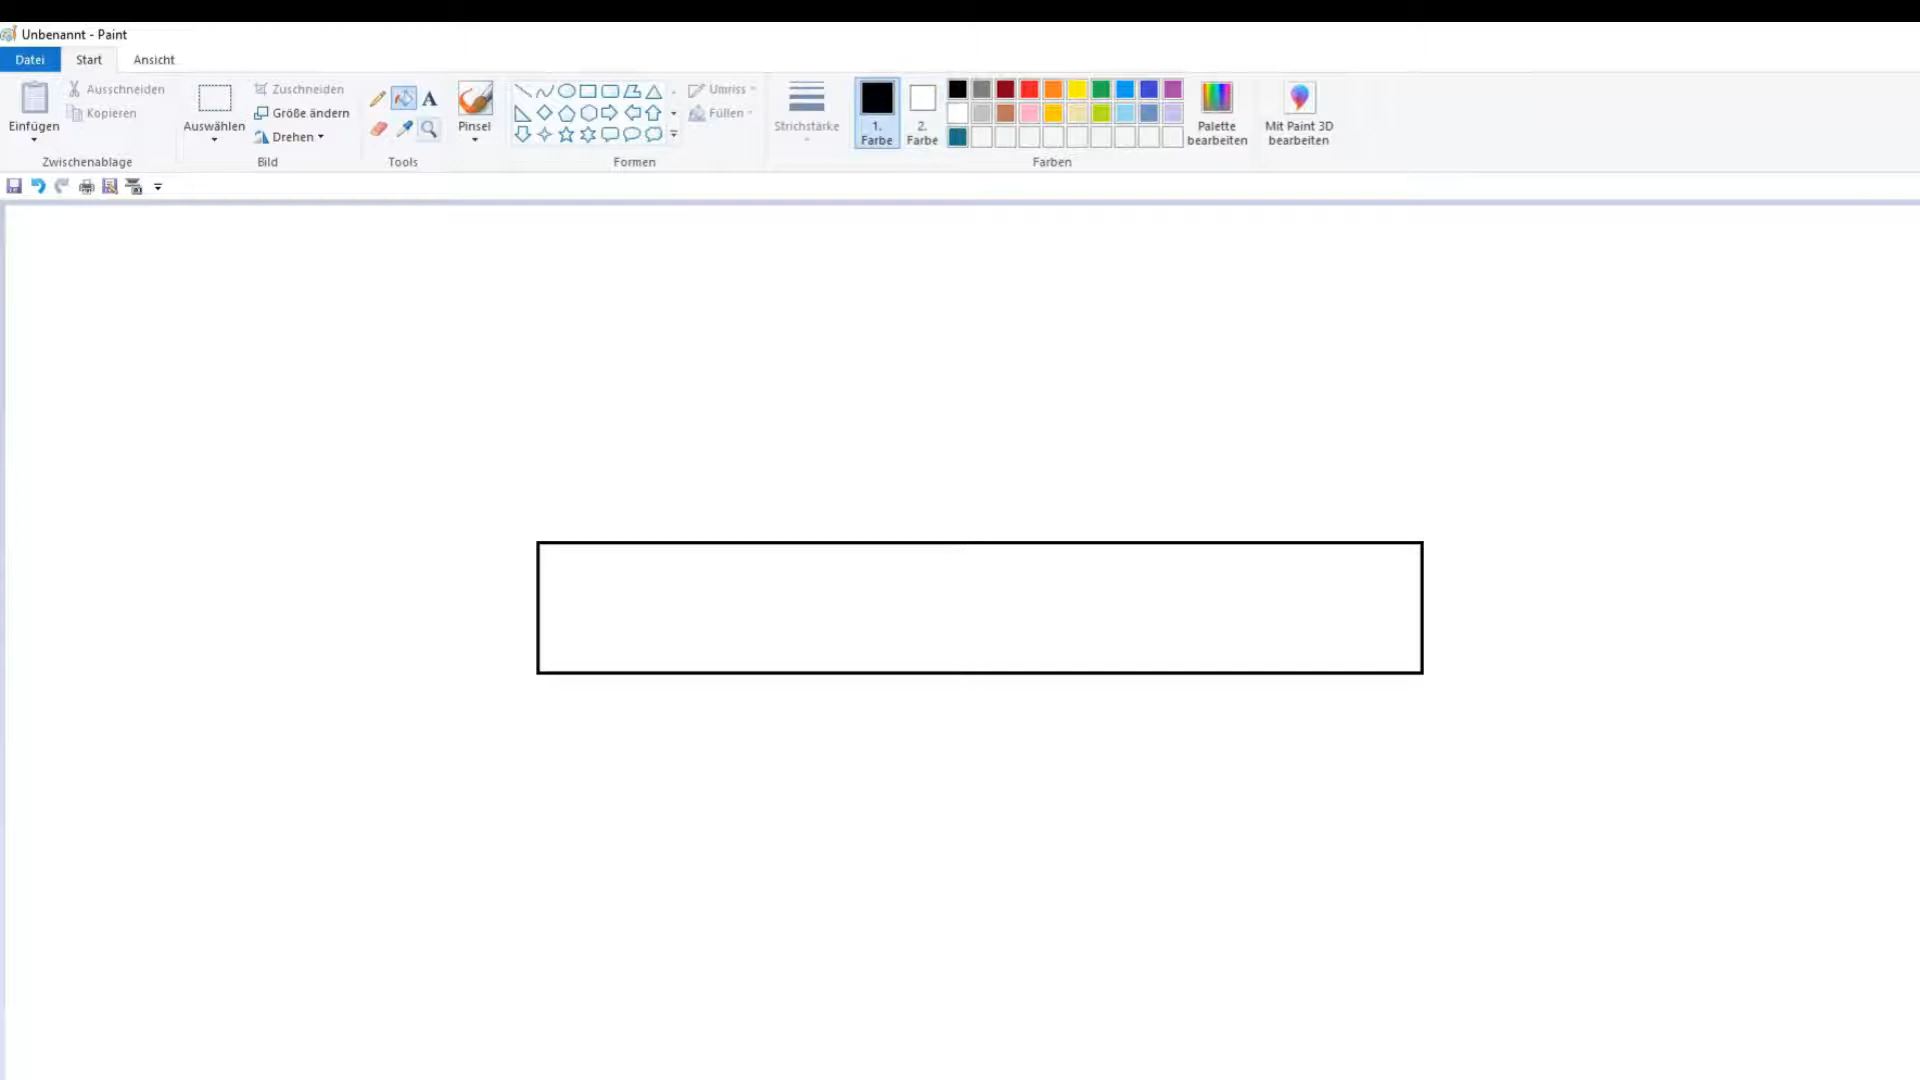 Unbenannt - Paint
Datei Start Ansicht
Einfügen
Ausschneiden
Kopieren
Zwischenablage
Auswählen
Zuschneiden
Größe ändern
Drehen
Bild
A
Tools
Pinsel
Formen
Umriss
Füllen
Strichstärke
1.
Farbe
2.
Farbe
Farben
Palette
bearbeiten
Mit Paint 3D
bearbeiten